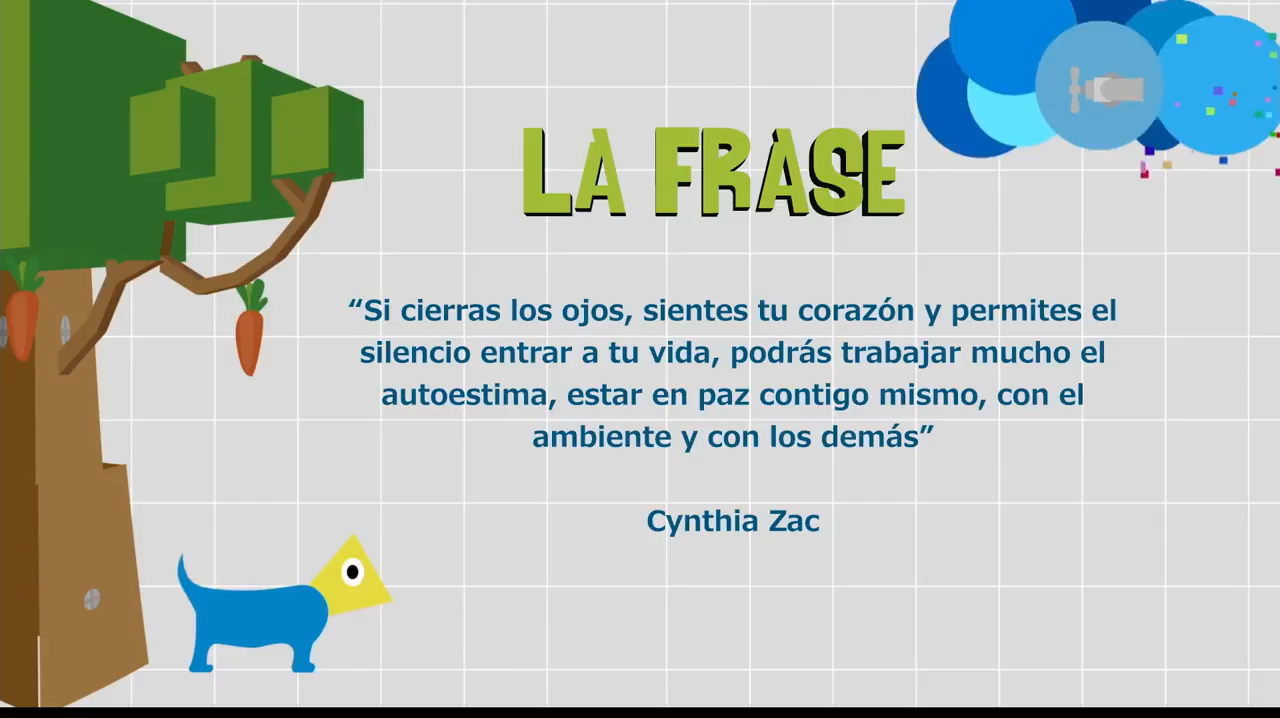 LA FRASE
“Si cierras los ojos, sientes tu corazón y permites el
silencio entrar a tu vida, podrás trabajar mucho el
autoestima, estar en paz contigo mismo, con el
ambiente y con los demás”
Cynthia Zac